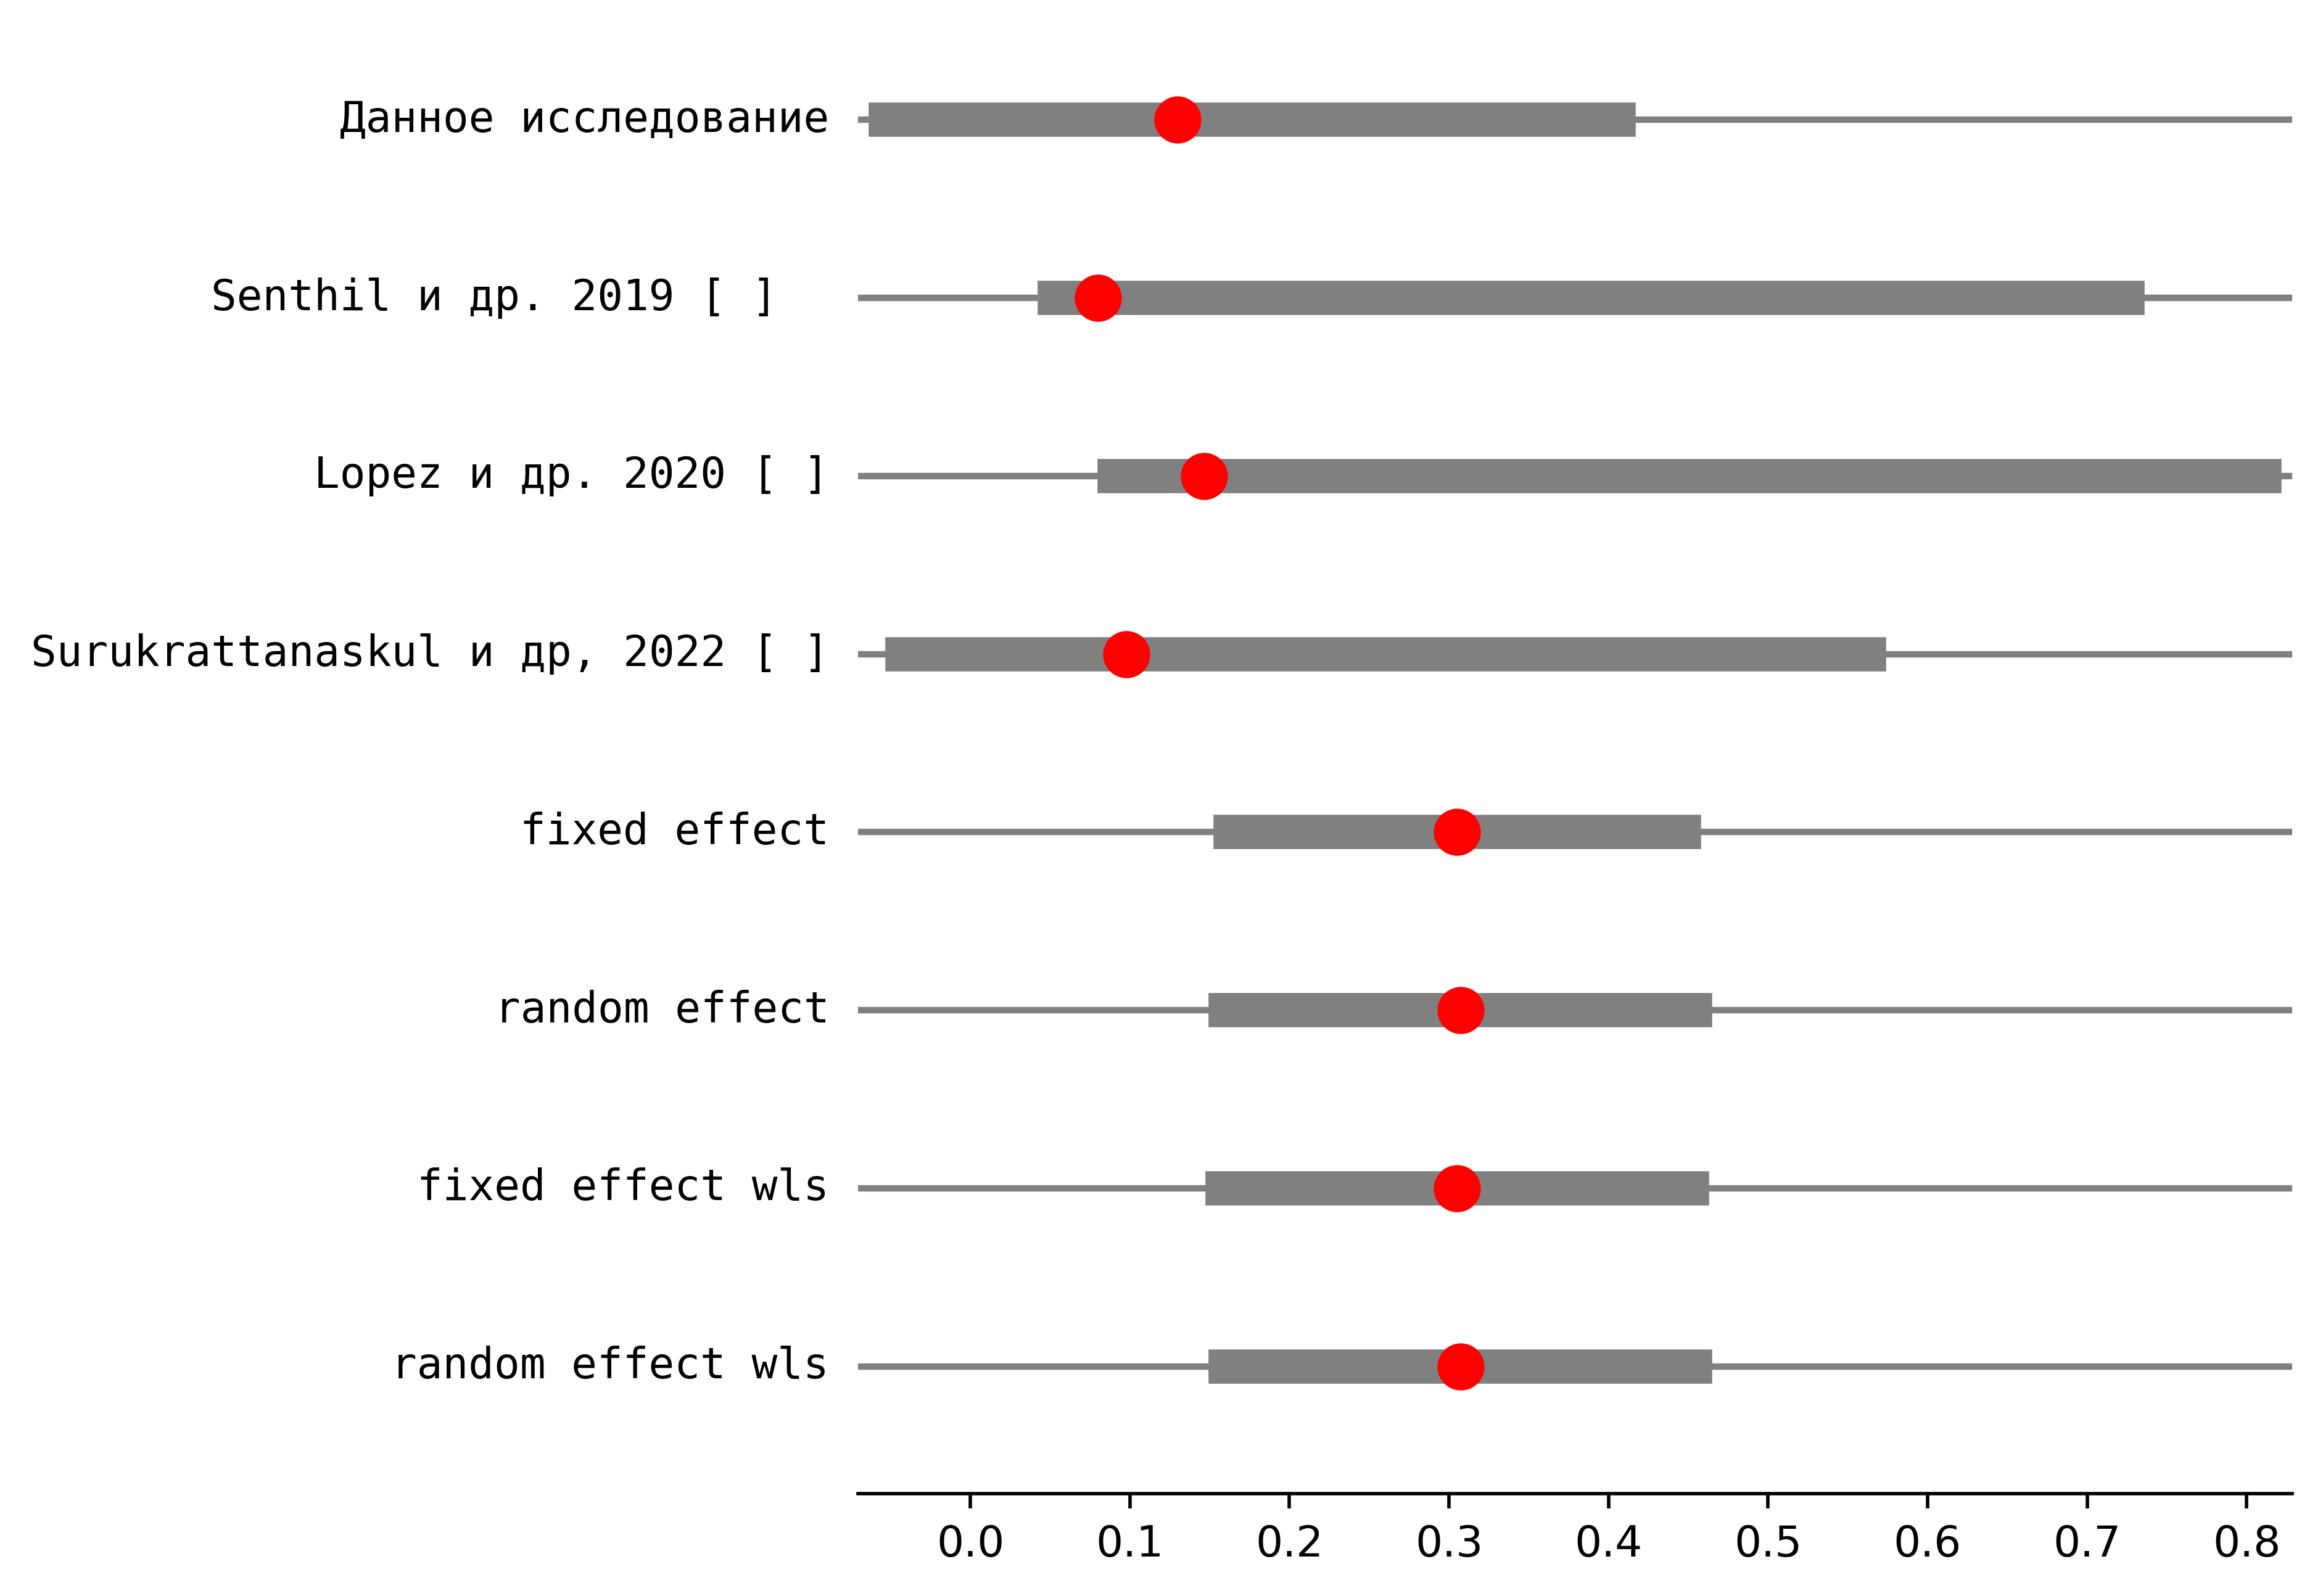 Данное исследование
Senthil и др. 2019 [ ]
Lopez и др. 2020 [ ]
Surukrattanaskul и др, 2022 [ ]
fixed effect
random effect
fixed effect wls
random effect wls
0.0 0.1 0.2 0.3 0.4 0.5 0.6 0.7 0.8